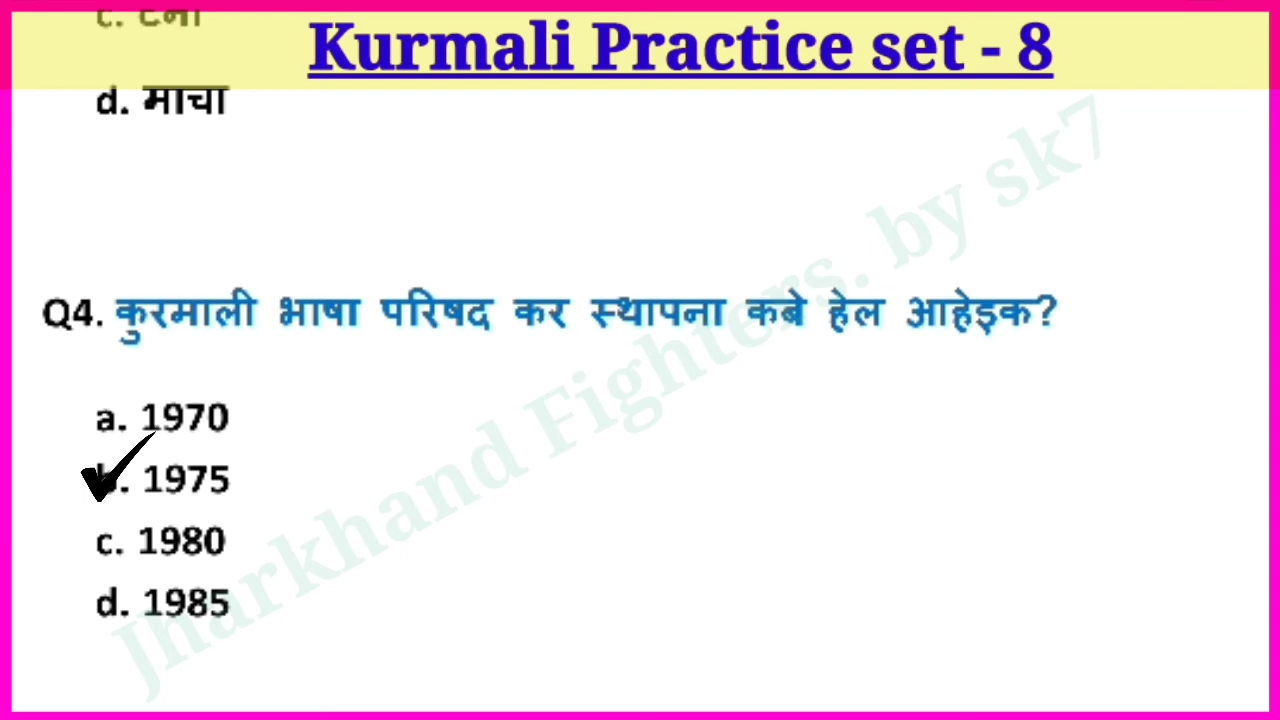 Kurmali Practice set - 8
d. माचा
Q4. कुरमाली भाषा परिषद कर स्थापना कबे हेल आहेइक?
a. 1970
b. 1975
c. 1980
d. 1985
Jharkhand Fighters. by sk7